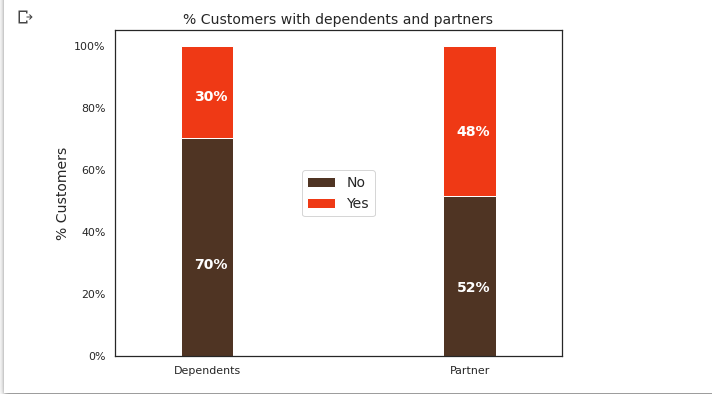 % Customers with dependents and partners
100%
80%
60%
40%
20%
0%
% Customers
30%
70%
48%
52%
No
Yes
Dependents
Partner